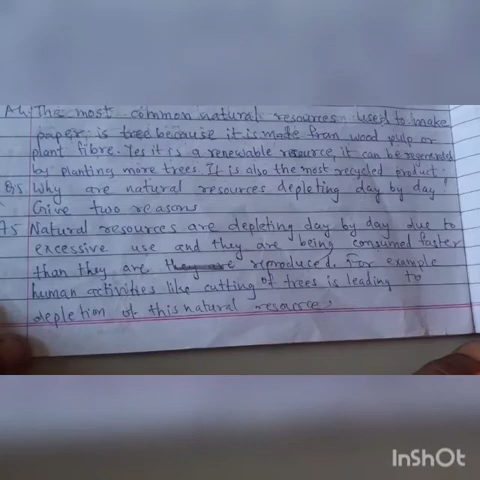 A4. The most common natural resources used to make
paper, is tree because it is made from wood pulp or
plant fibre. Yes it is a renewable resource, it can be regenerated
by planting more trees. It is also the most recycled product.
Q5 Why are natural resources depleting day by day
Give two reasons
A5 Natural resources are depleting day by day due to
excessive use and they are being consumed faster
than they are reproduced. For example
human activities like cutting of trees is leading to
depletion of this natural resource.
InShOt